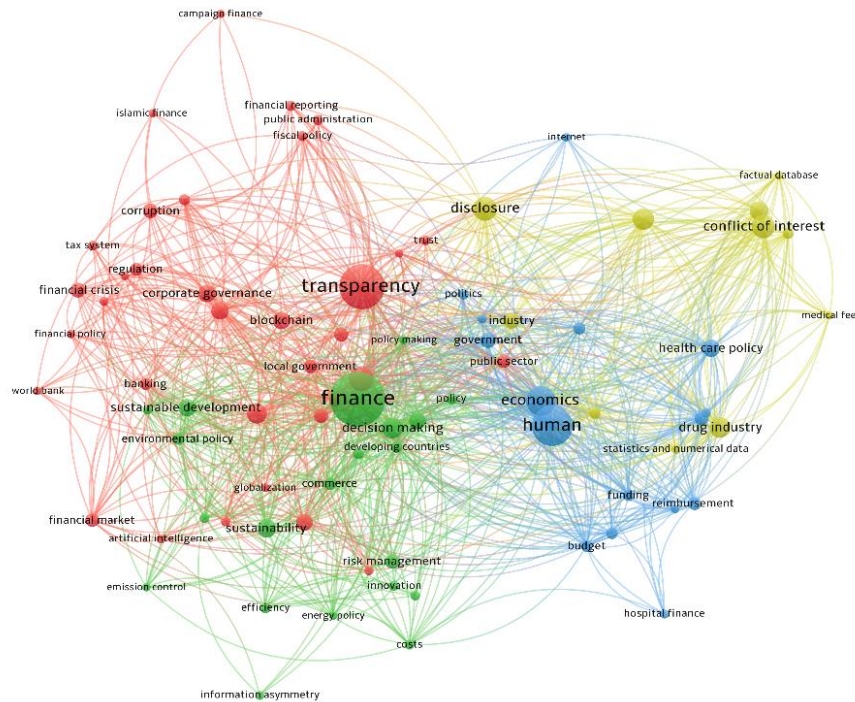 campaign finance
financial reporting
islamic finance
public administration
fiscal policy
internet
factual database
disclosure
corruption
conflict of interest
trust
tax system
regulation
transparency
financial crisis
corporate governance
politics
medical fee
blockchain
industry
financial policy
policy making
government
health care policy
public sector
local government
world bank
banking
finance
policy
economics
sustainable development
human
decision making
drug industry
environmental policy
developing countries
statistics and numerical data
commerce
globalization
funding
reimbursement
financial market
sustainability
artificial intelligence
budget
risk management
emission control
innovation
efficiency
energy policy
hospital finance
costs
information asymmetry